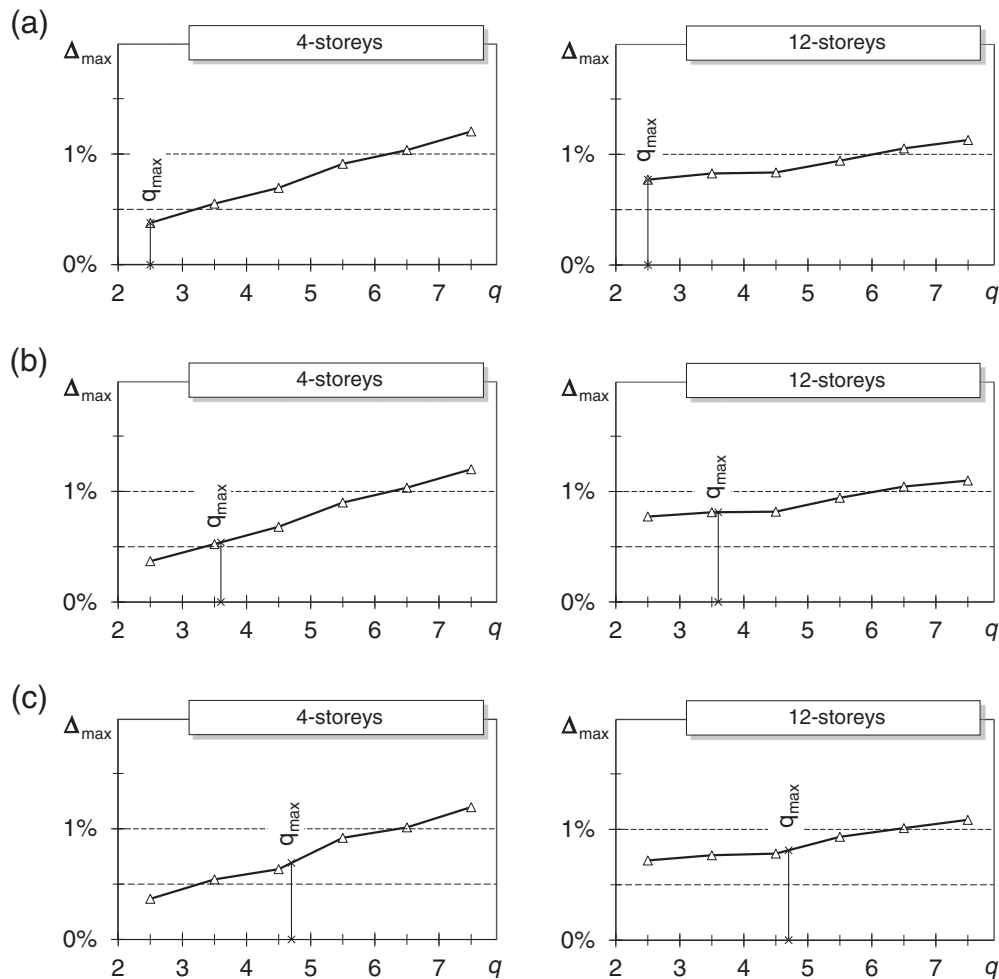 (a)
4-storeys
Δmax
1%
0%
qmax
2 3 4 5 6 7 q
12-storeys
Δmax
1%
0%
qmax
2 3 4 5 6 7 q
(b)
4-storeys
Δmax
1%
0%
qmax
2 3 4 5 6 7 q
12-storeys
Δmax
1%
0%
qmax
2 3 4 5 6 7 q
(c)
4-storeys
Δmax
1%
0%
qmax
2 3 4 5 6 7 q
12-storeys
Δmax
1%
0%
qmax
2 3 4 5 6 7 q